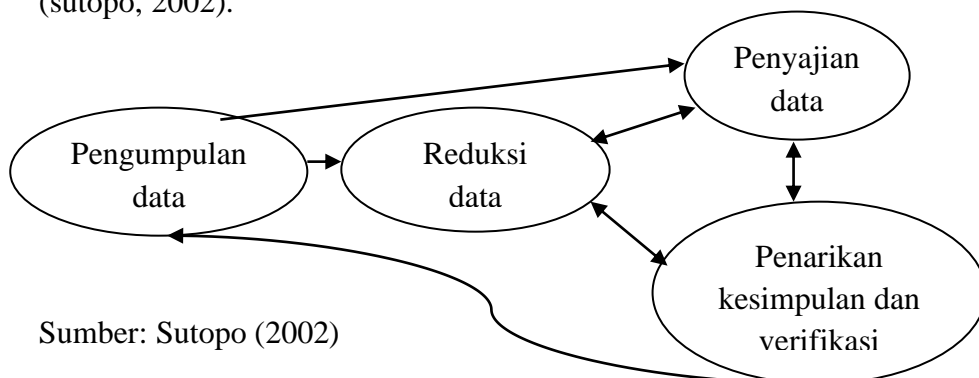 (sutopo, 2002).
Penyajian
data
Pengumpulan
data
Reduksi
data
Penarikan
kesimpulan dan
verifikasi
Sumber: Sutopo (2002)